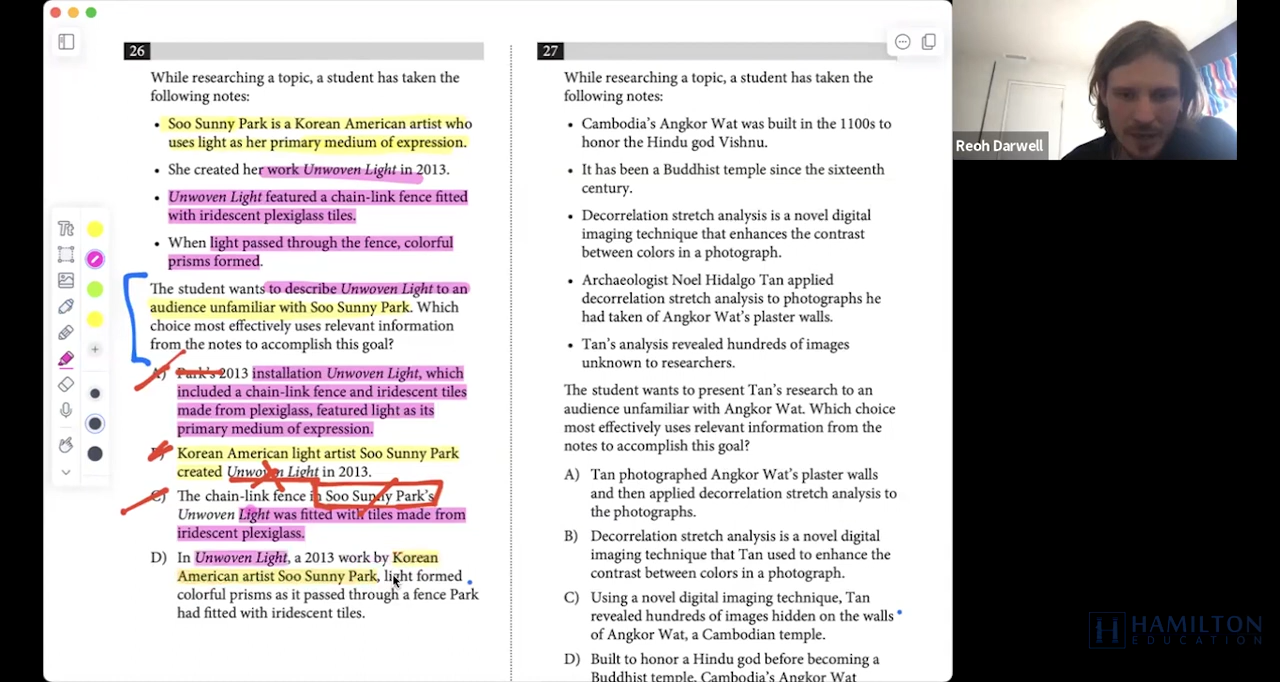 26
While researching a topic, a student has taken the
following notes:
• Soo Sunny Park is a Korean American artist who
uses light as her primary medium of expression.
• She created her work Unwoven Light in 2013.
• Unwoven Light featured a chain-link fence fitted
with iridescent plexiglass tiles.
• When light passed through the fence, colorful
prisms formed.
The student wants to describe Unwoven Light to an
audience unfamiliar with Soo Sunny Park. Which
choice most effectively uses relevant information
from the notes to accomplish this goal?
A) Park's 2013 installation Unwoven Light, which
included a chain-link fence and iridescent tiles
made from plexiglass, featured light as its
primary medium of expression.
B) Korean American light artist Soo Sunny Park
created Unwoven Light in 2013.
C) The chain-link fence in Soo Sunny Park's
Unwoven Light was fitted with tiles made from
iridescent plexiglass.
D) In Unwoven Light, a 2013 work by Korean
American artist Soo Sunny Park, light formed
colorful prisms as it passed through a fence Park
had fitted with iridescent tiles.
27
While researching a topic, a student has taken the
following notes:
• Cambodia's Angkor Wat was built in the 1100s to
honor the Hindu god Vishnu.
• It has been a Buddhist temple since the sixteenth
century.
• Decorrelation stretch analysis is a novel digital
imaging technique that enhances the contrast
between colors in a photograph.
• Archaeologist Noel Hidalgo Tan applied
decorrelation stretch analysis to photographs he
had taken of Angkor Wat's plaster walls.
• Tan's analysis revealed hundreds of images
unknown to researchers.
The student wants to present Tan's research to an
audience unfamiliar with Angkor Wat. Which choice
most effectively uses relevant information from the
notes to accomplish this goal?
A) Tan photographed Angkor Wat's plaster walls
and then applied decorrelation stretch analysis to
the photographs.
B) Decorrelation stretch analysis is a novel digital
imaging technique that Tan used to enhance the
contrast between colors in a photograph.
C) Using a novel digital imaging technique, Tan
revealed hundreds of images hidden on the walls
of Angkor Wat, a Cambodian temple.
D) Built to honor a Hindu god before becoming a
Buddhist temple, Cambodia's Angkor Wat
Reoh Darwell
Tt
HAMILTON
EDUCATION